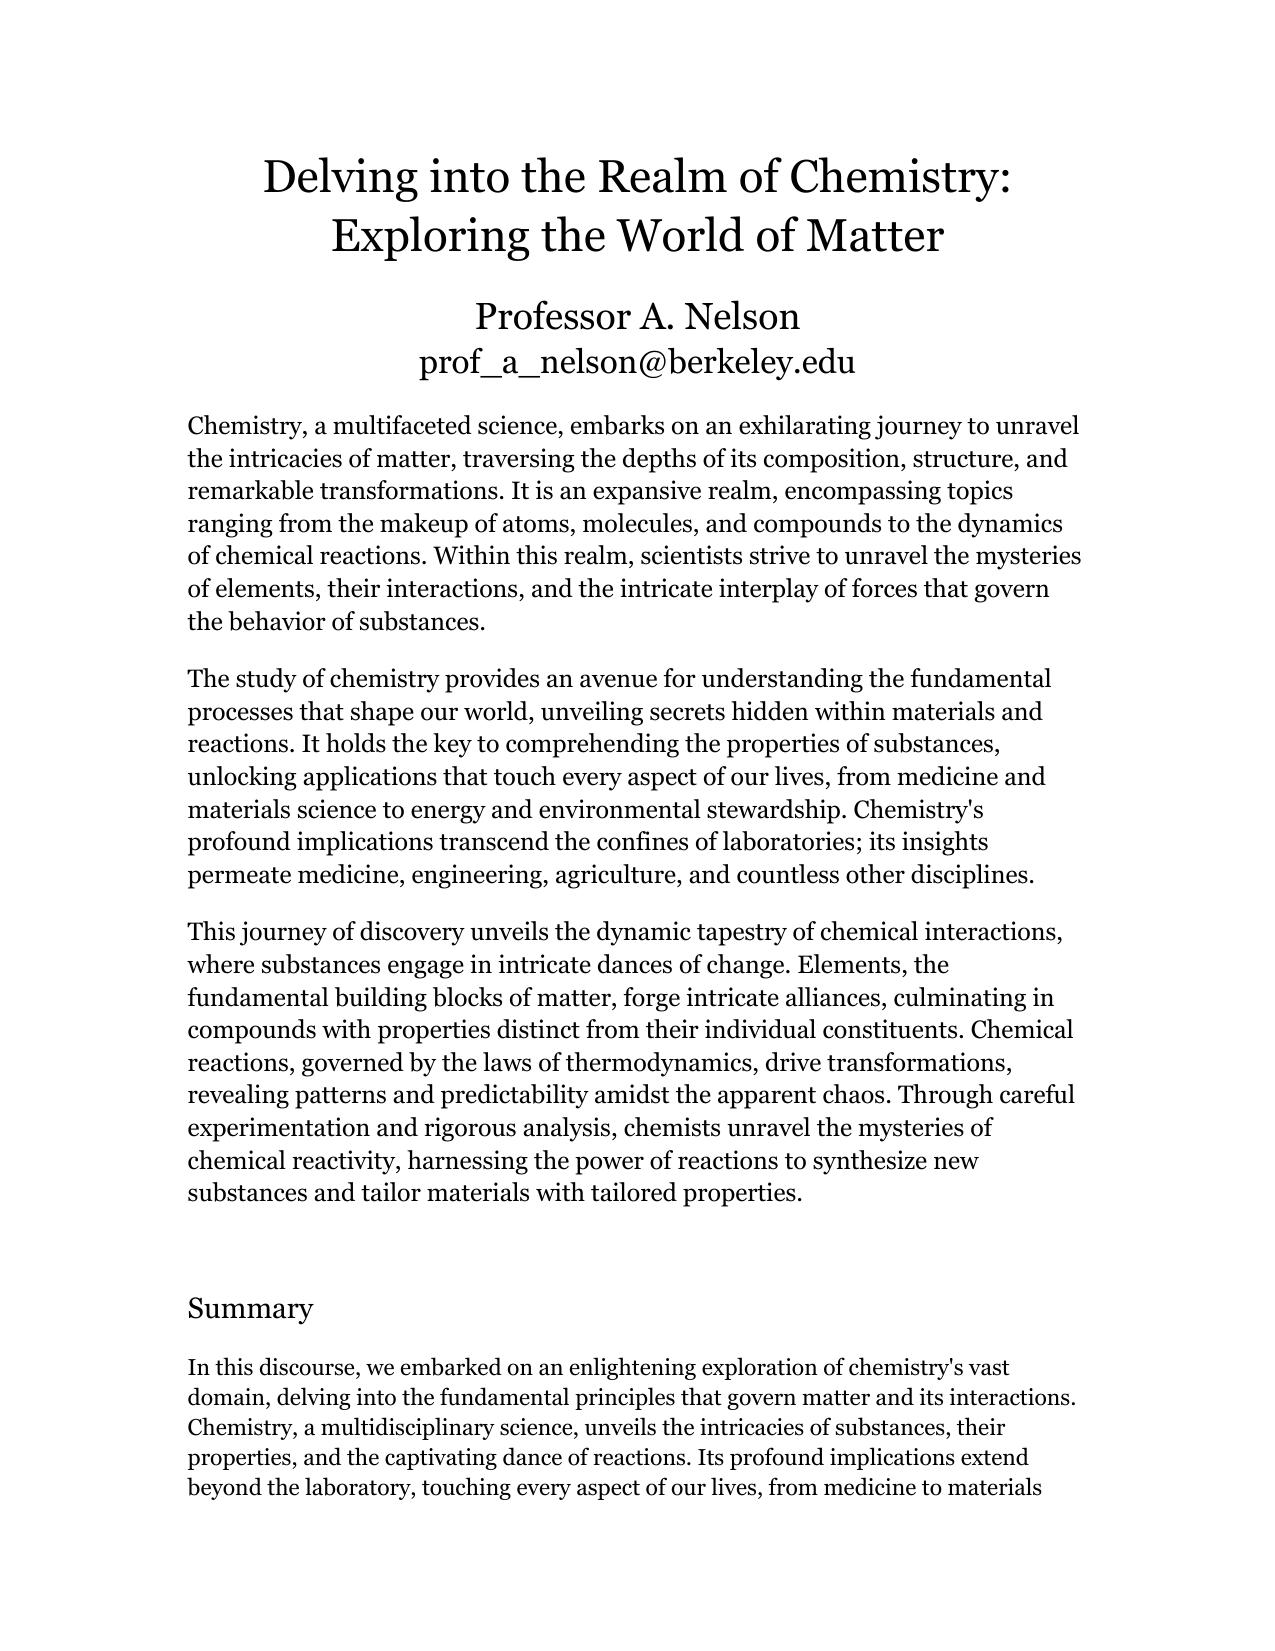 Delving into the Realm of Chemistry:
Exploring the World of Matter
Professor A. Nelson
prof_a_nelson@berkeley.edu
Chemistry, a multifaceted science, embarks on an exhilarating journey to unravel
the intricacies of matter, traversing the depths of its composition, structure, and
remarkable transformations. It is an expansive realm, encompassing topics
ranging from the makeup of atoms, molecules, and compounds to the dynamics
of chemical reactions. Within this realm, scientists strive to unravel the mysteries
of elements, their interactions, and the intricate interplay of forces that govern
the behavior of substances.
The study of chemistry provides an avenue for understanding the fundamental
processes that shape our world, unveiling secrets hidden within materials and
reactions. It holds the key to comprehending the properties of substances,
unlocking applications that touch every aspect of our lives, from medicine and
materials science to energy and environmental stewardship. Chemistry's
profound implications transcend the confines of laboratories; its insights
permeate medicine, engineering, agriculture, and countless other disciplines.
This journey of discovery unveils the dynamic tapestry of chemical interactions,
where substances engage in intricate dances of change. Elements, the
fundamental building blocks of matter, forge intricate alliances, culminating in
compounds with properties distinct from their individual constituents. Chemical
reactions, governed by the laws of thermodynamics, drive transformations,
revealing patterns and predictability amidst the apparent chaos. Through careful
experimentation and rigorous analysis, chemists unravel the mysteries of
chemical reactivity, harnessing the power of reactions to synthesize new
substances and tailor materials with tailored properties.
Summary
In this discourse, we embarked on an enlightening exploration of chemistry's vast
domain, delving into the fundamental principles that govern matter and its interactions.
Chemistry, a multidisciplinary science, unveils the intricacies of substances, their
properties, and the captivating dance of reactions. Its profound implications extend
beyond the laboratory, touching every aspect of our lives, from medicine to materials